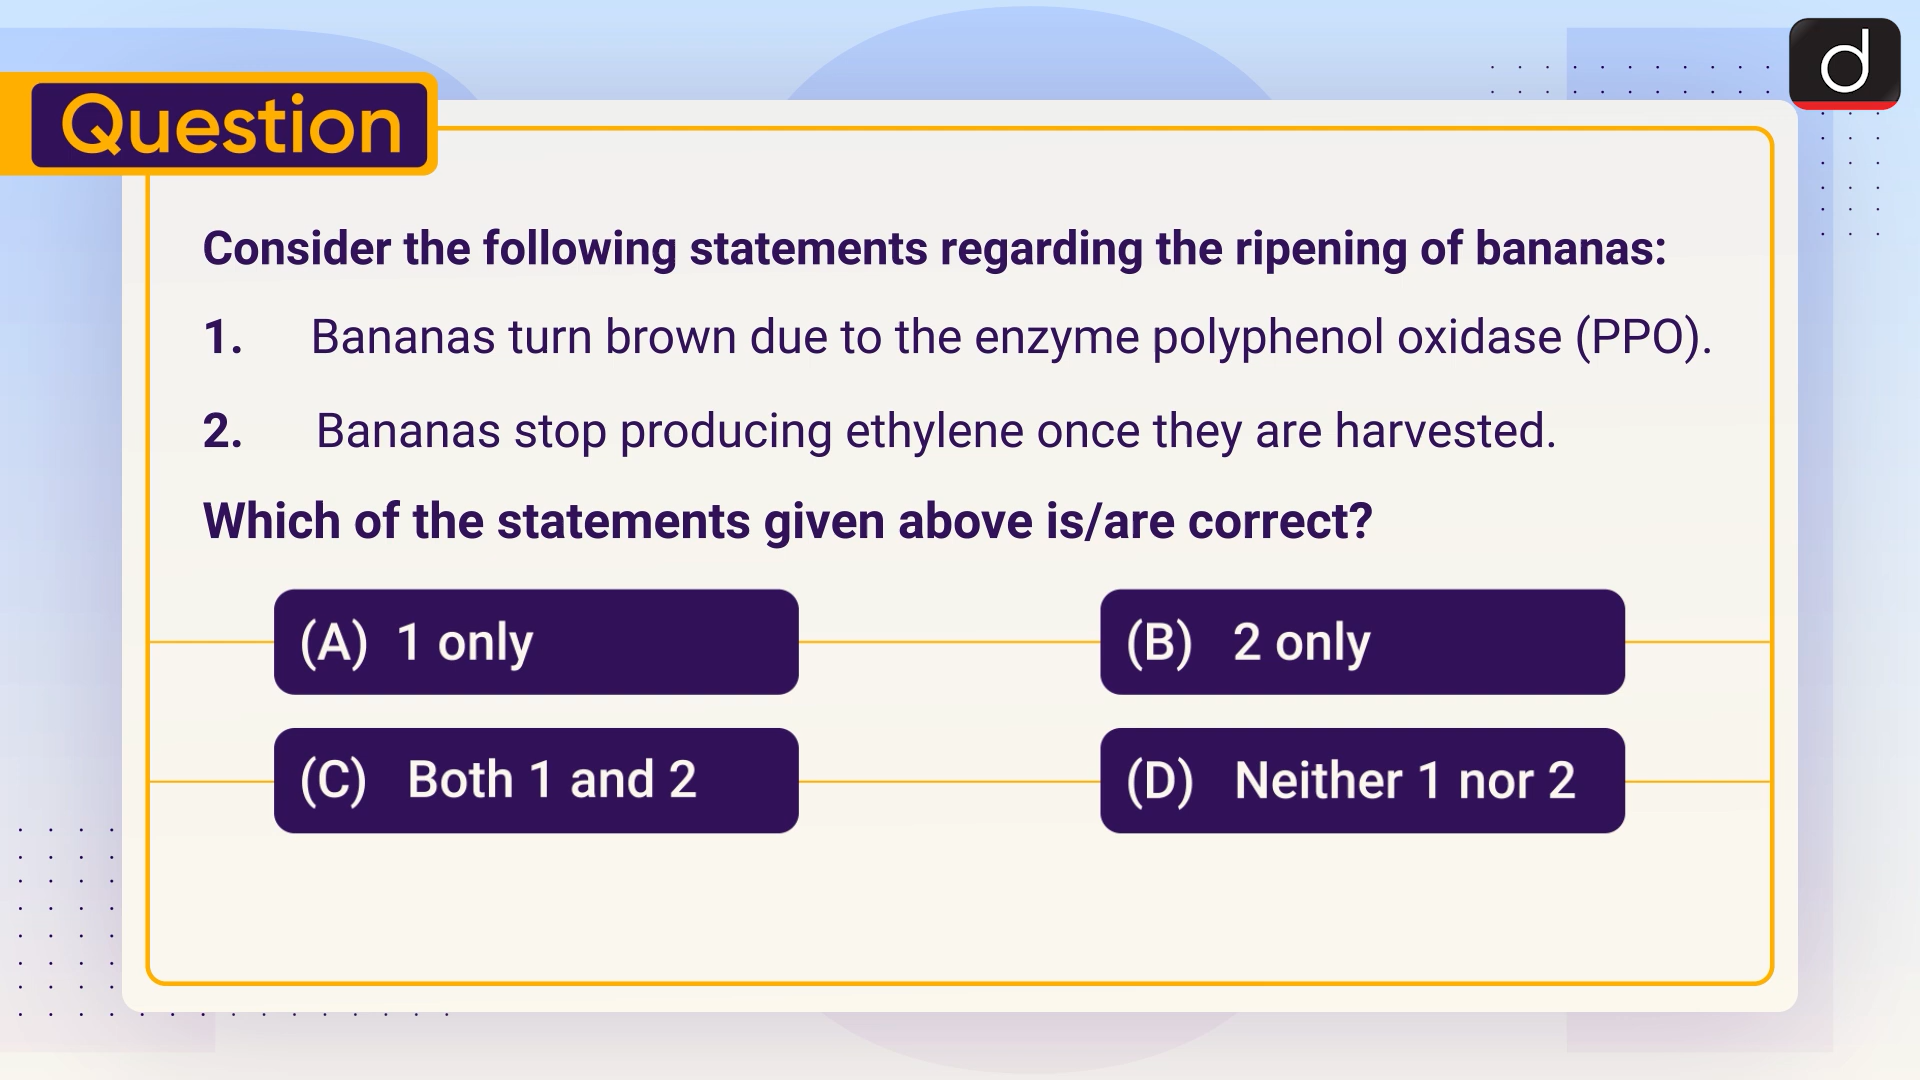 Question
Consider the following statements regarding the ripening of bananas:
1. Bananas turn brown due to the enzyme polyphenol oxidase (PPO).
2. Bananas stop producing ethylene once they are harvested.
Which of the statements given above is/are correct?
(A) 1 only
(B) 2 only
(C) Both 1 and 2
(D) Neither 1 nor 2
d